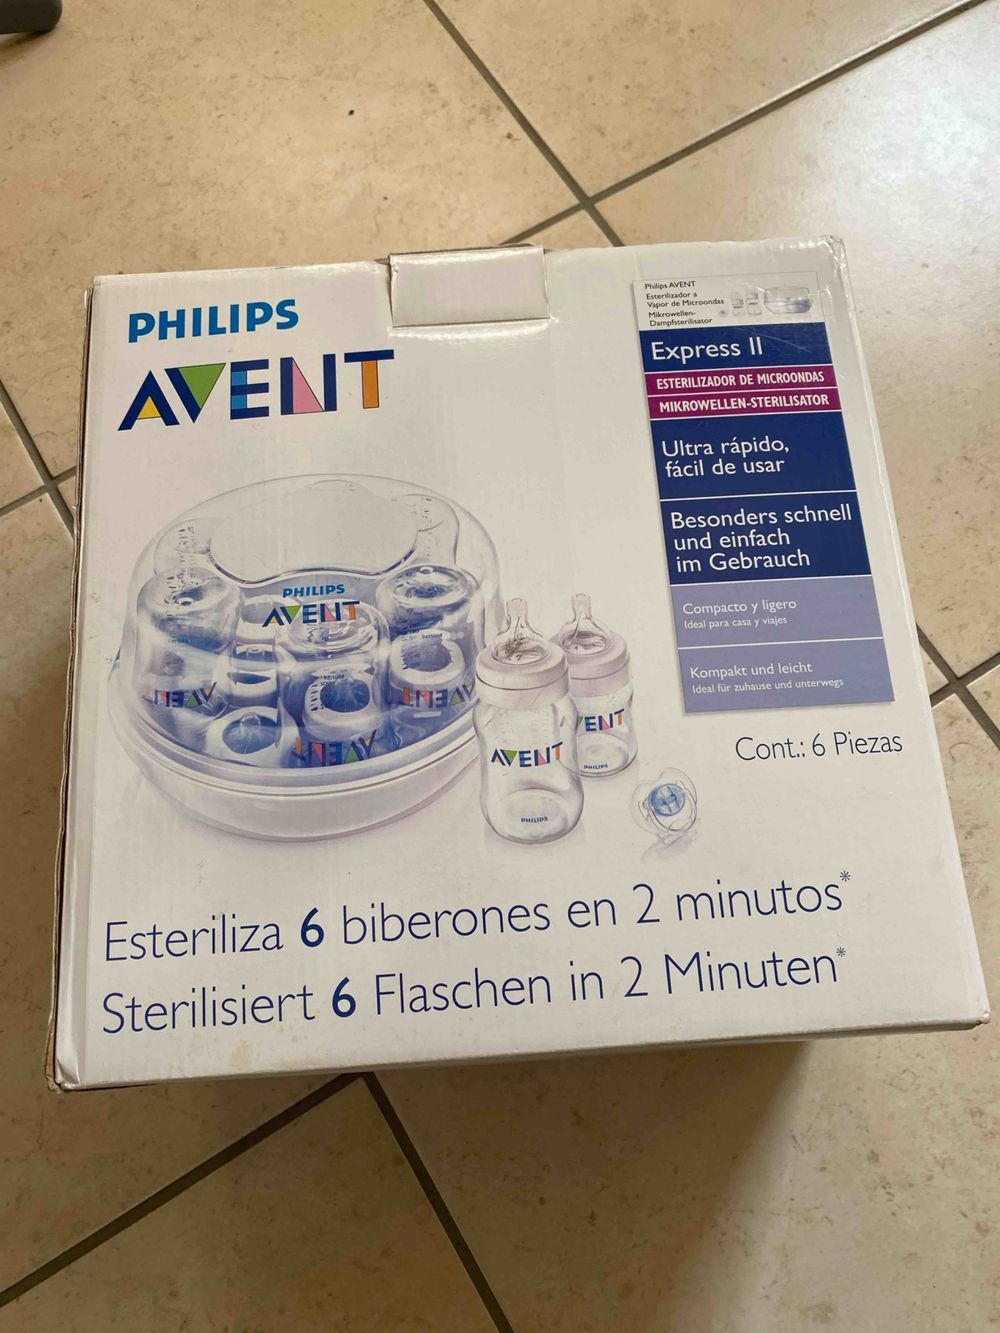 PHILIPS
AVENT
Philips AVENT
Esterilizador a
Vapor de Microondas
Mikrowellen-
Dampfsterilisator
Express II
ESTERILIZADOR DE MICROONDAS
MIKROWELLEN-STERILISATOR
Ultra rápido,
fácil de usar
Besonders schnell
und einfach
im Gebrauch
Compacto y ligero
Ideal para casa y viajes
Kompakt und leicht
Ideal für zuhause und unterwegs
Cont.: 6 Piezas
PHILIPS
AVENT
AVENT
AVENT
AVENT
AVENT
PHILIPS
AVENT
PHILIPS
Esteriliza 6 biberones en 2 minutos*
Sterilisiert 6 Flaschen in 2 Minuten*